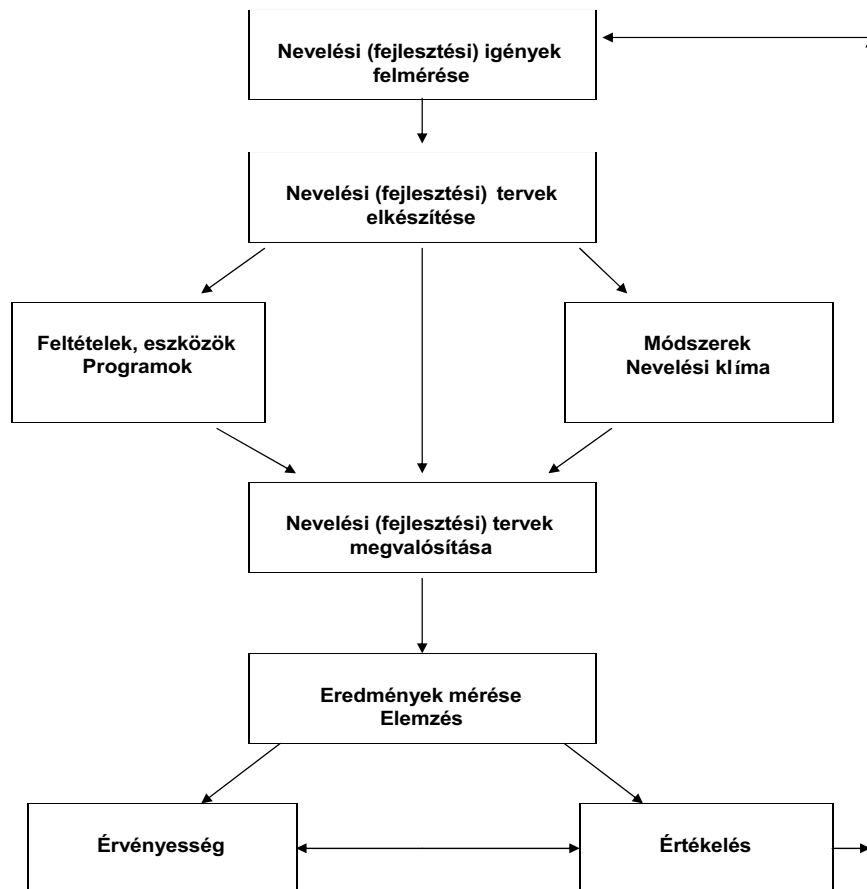 Nevelési (fejlesztési) igények
felmérése
Nevelési (fejlesztési) tervek
elkészítése
Feltételek, eszközök
Programok
Módszerek
Nevelési klíma
Nevelési (fejlesztési) tervek
megvalósítása
Eredmények mérése
Elemzés
Érvényesség
Értékelés